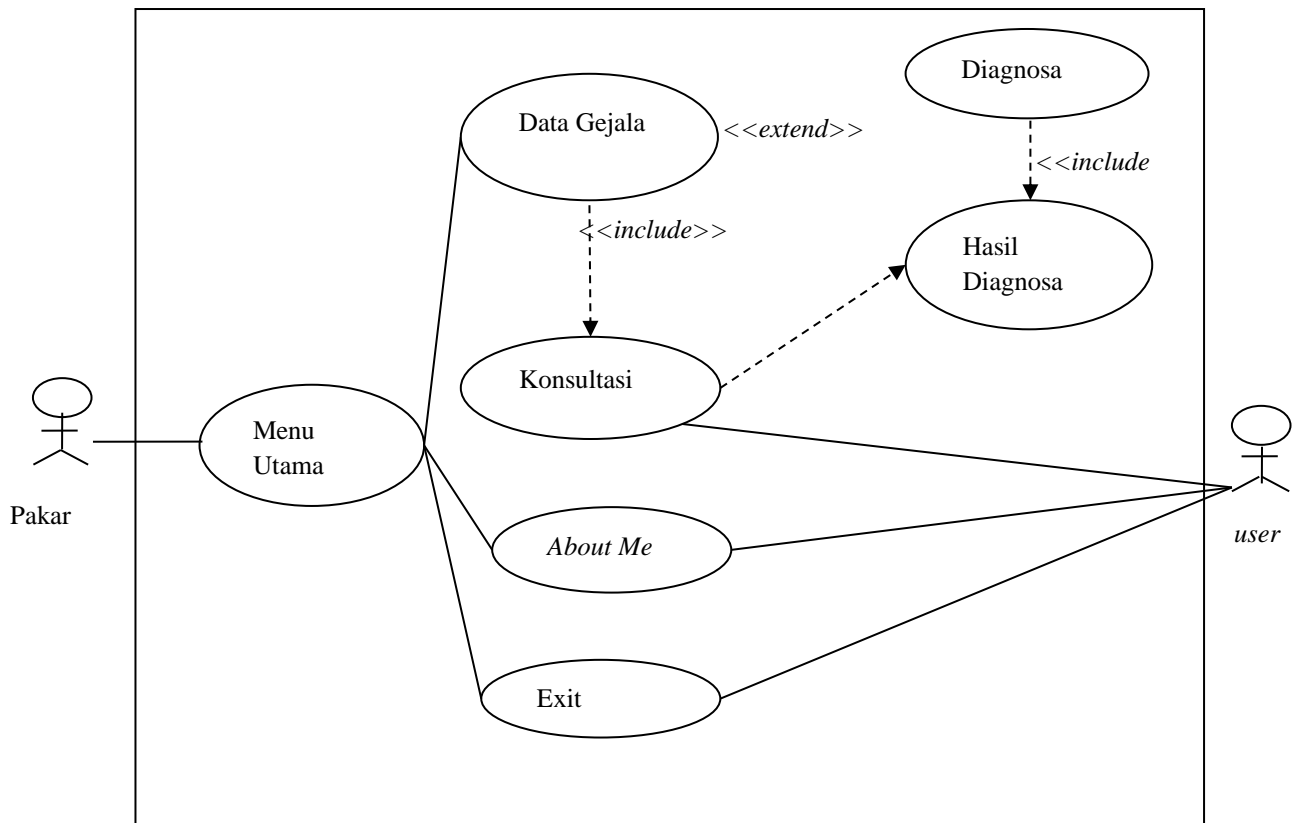 Diagnosa
Data Gejala
<<extend>>
<<include
<<include>>
Hasil
Diagnosa
Konsultasi
Menu
Utama
Pakar
About Me
user
Exit